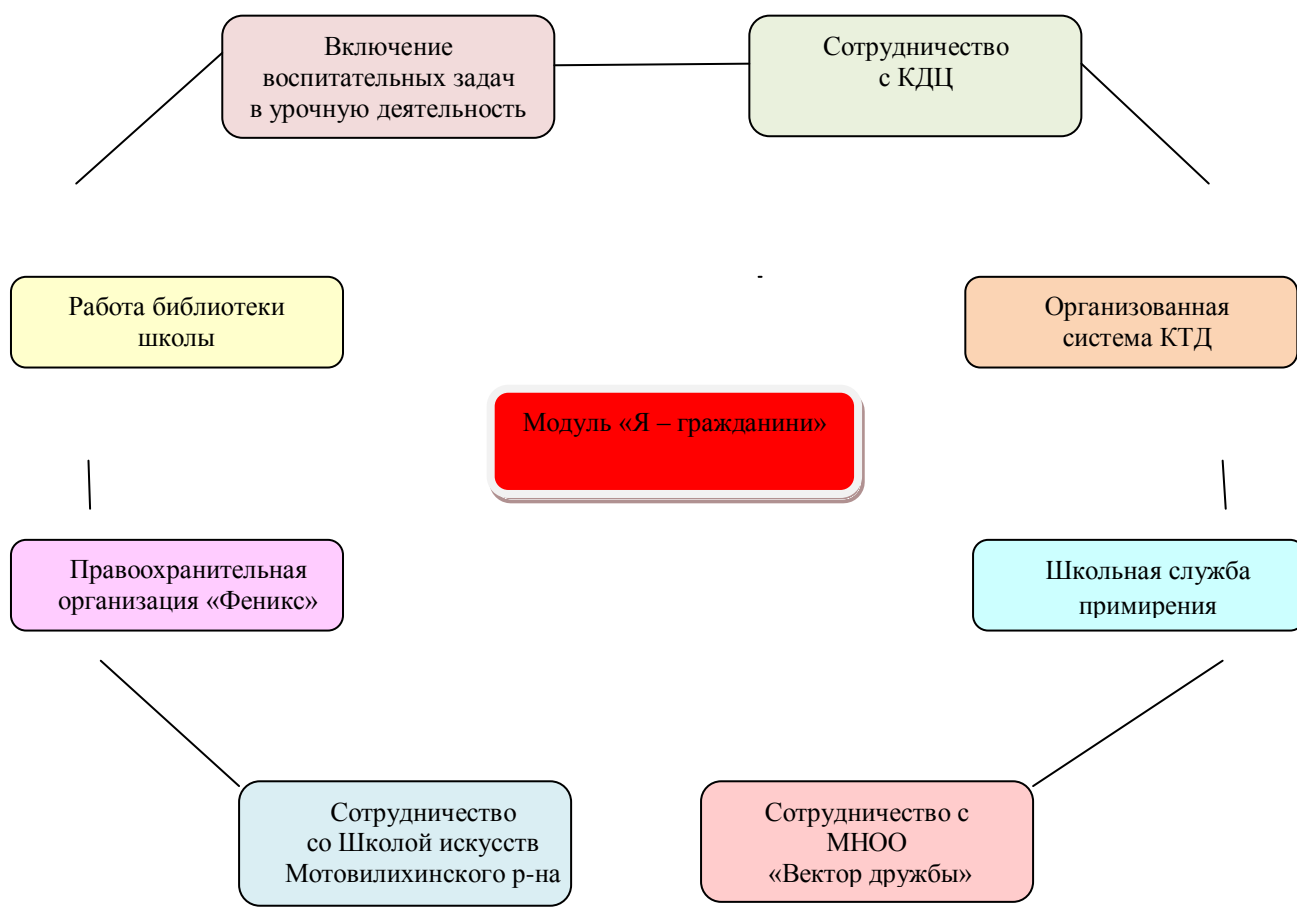 Включение
воспитательных задач
в урочную деятельность
Сотрудничество
с КДЦ
Работа библиотеки
школы
Организованная
система КТД
Модуль «Я – гражданини»
Правоохранительная
организация «Феникс»
Школьная служба
примирения
Сотрудничество
со Школой искусств
Мотовилихинского р-на
Сотрудничество с
МНОО
«Вектор дружбы»